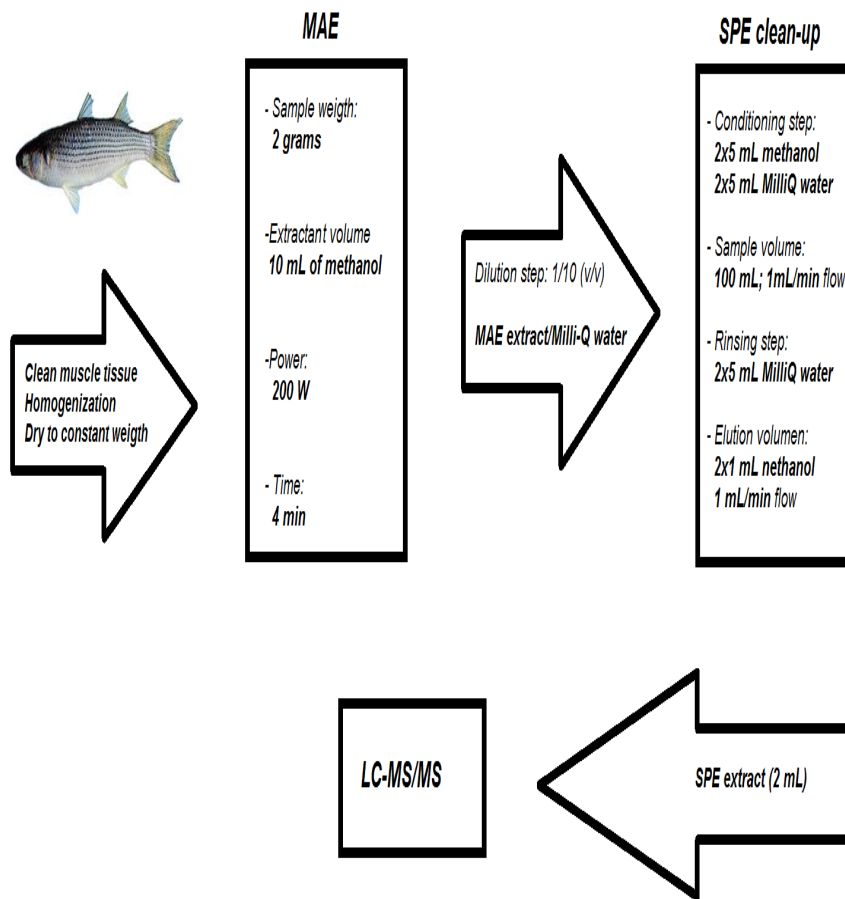 MAE
- Sample weigth:
2 grams
-Extractant volume
10 mL of methanol
-Power:
200 W
- Time:
4 min
SPE clean-up
- Conditioning step:
2x5 mL methanol
2x5 mL MilliQ water
- Sample volume:
100 mL; 1mL/min flow
- Rinsing step:
2x5 mL MilliQ water
- Elution volumen:
2x1 mL nethanol
1 mL/min flow
Clean muscle tissue
Homogenization
Dry to constant weigth
Dilution step: 1/10 (v/v)
MAE extract/Milli-Q water
SPE extract (2 mL)
LC-MS/MS